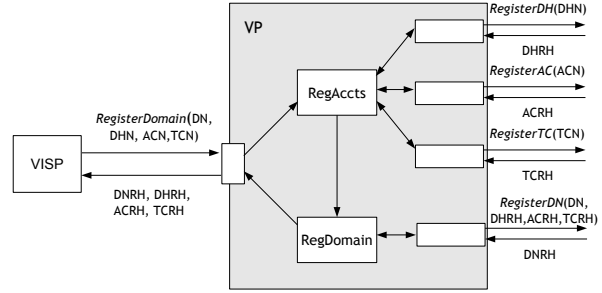 VP
RegisterDH(DHN)
DHRH
RegAccts
RegisterAC(ACN)
ACRH
RegisterDomain(DN,
DHN, ACN,TCN)
RegisterTC(TCN)
TCRH
VISP
DNRH, DHRH,
ACRH, TCRH
RegDomain
RegisterDN(DN,
DHRH,ACRH,TCRH)
DNRH